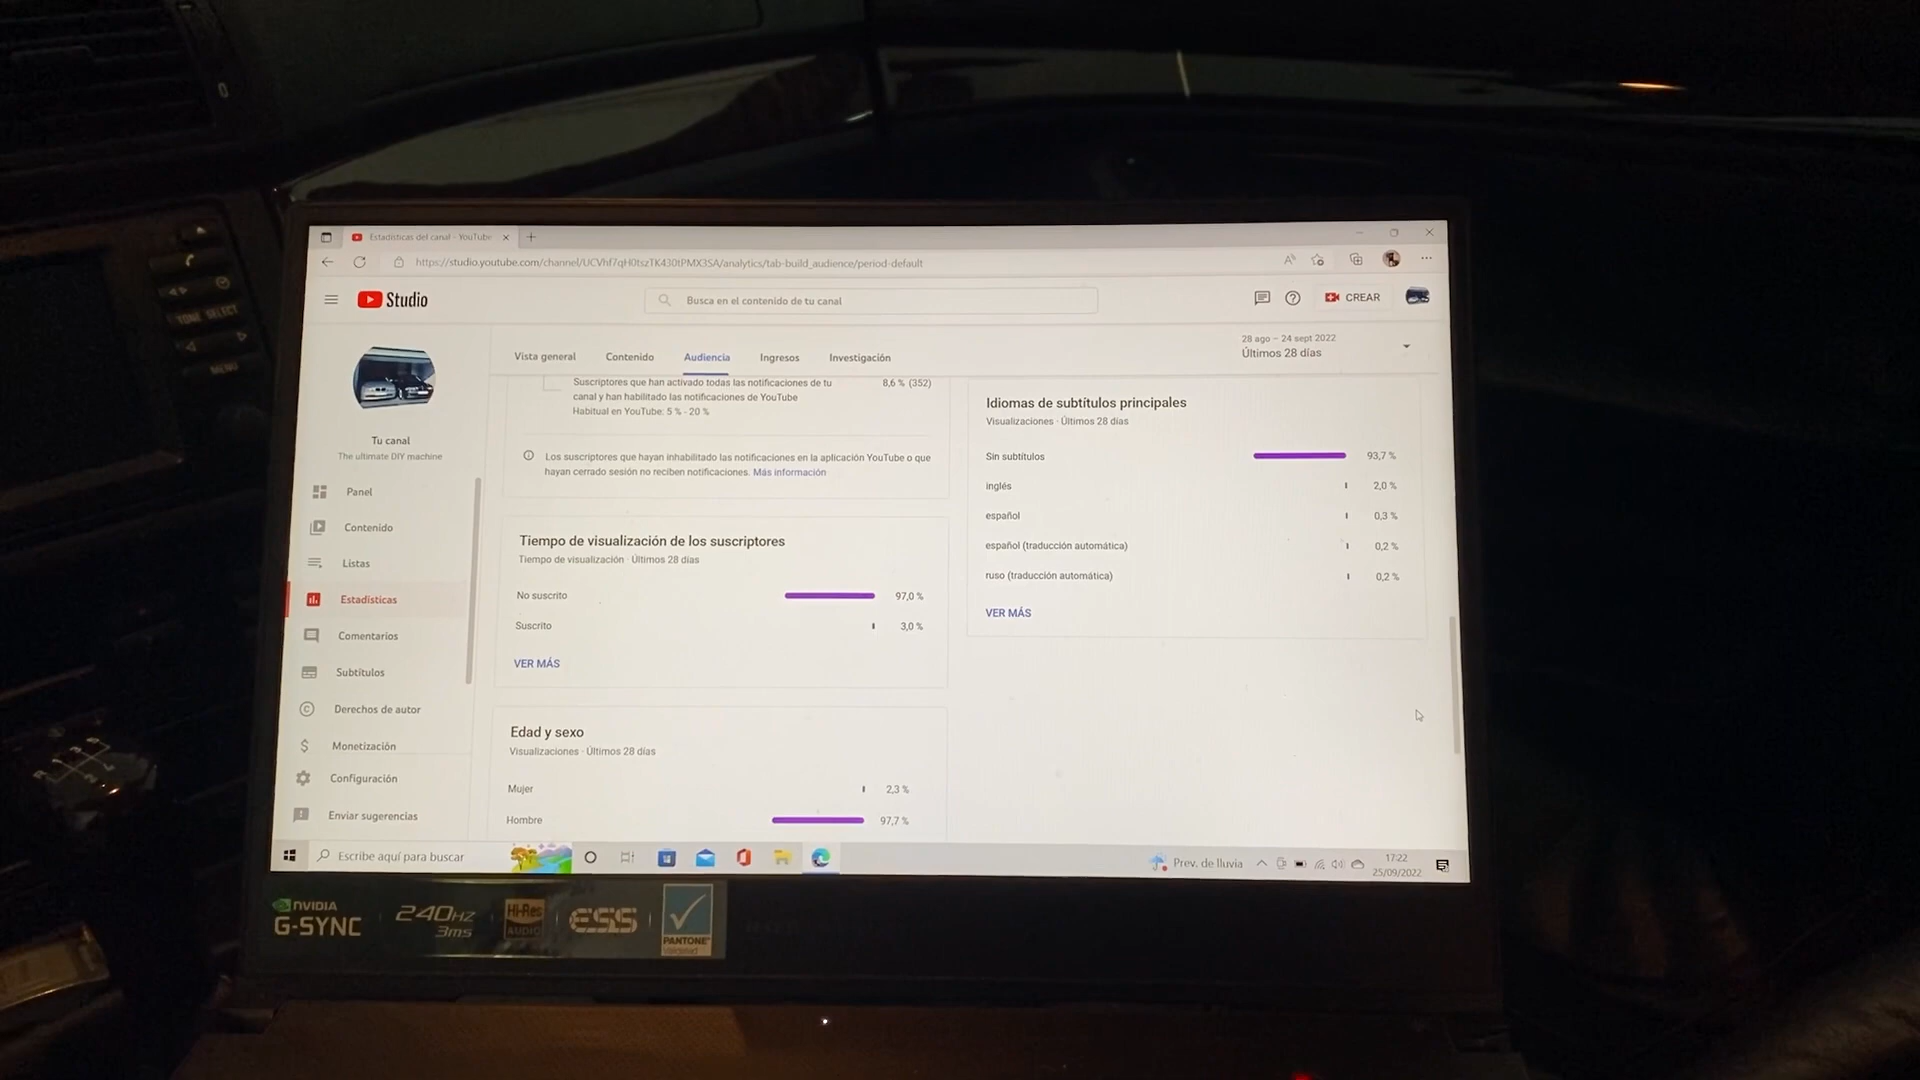 Estadísticas del canal - YouTube
https://studio.youtube.com/channel/UCVhf7qH0tszTK430tPMX3SA/analytics/tab-build_audience/period-default
Studio
Busca en el contenido de tu canal
CREAR
Tu canal
The ultimate DIY machine
Panel
Contenido
Listas
Estadísticas
Comentarios
Subtítulos
Derechos de autor
Monetización
Configuración
Enviar sugerencias
Vista general
Contenido
Audiencia
Ingresos
Investigación
28 ago – 24 sept 2022
Últimos 28 días
Suscriptores que han activado todas las notificaciones de tu
canal y han habilitado las notificaciones de YouTube
Habitual en YouTube: 5 % - 20 %
8,6 % (352)
Los suscriptores que hayan inhabilitado las notificaciones en la aplicación YouTube o que
hayan cerrado sesión no reciben notificaciones. Más información
Tiempo de visualización de los suscriptores
Tiempo de visualización · Últimos 28 días
No suscrito 97,0 %
Suscrito 3,0 %
VER MÁS
Edad y sexo
Visualizaciones · Últimos 28 días
Mujer 2,3 %
Hombre 97,7 %
Idiomas de subtítulos principales
Visualizaciones · Últimos 28 días
Sin subtítulos 93,7 %
inglés 2,0 %
español 0,3 %
español (traducción automática) 0,2 %
ruso (traducción automática) 0,2 %
VER MÁS
Escribe aquí para buscar
Prev. de lluvia
17:22
25/09/2022
NVIDIA
G-SYNC
240HZ
3ms
Hi-Res
AUDIO
ESS
PANTONE
TONE SELECT
MENU